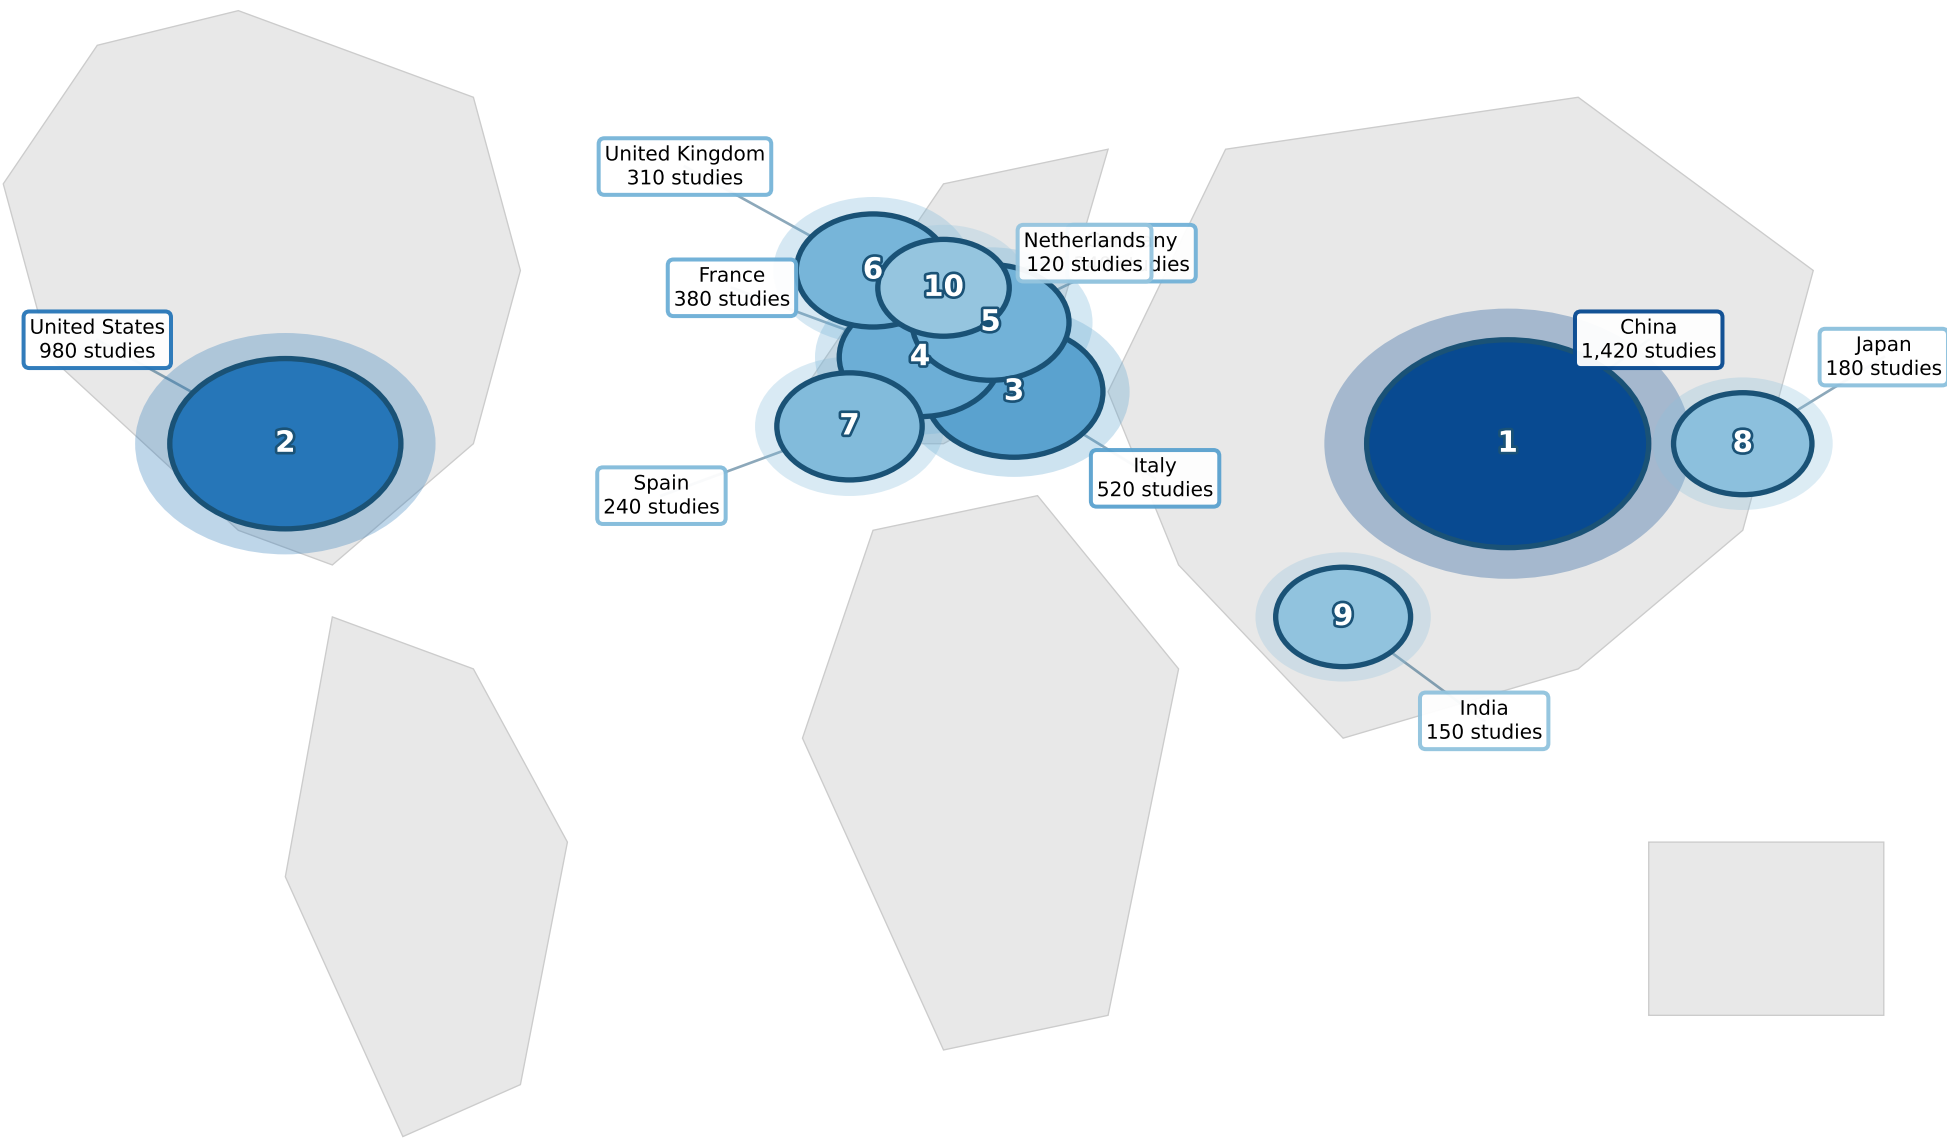 United Kingdom
310 studies
Netherlands
120 studies
ny
dies
6
France
380 studies
10
5
4
3
7
United States
980 studies
2
China
1,420 studies
1
Japan
180 studies
8
Italy
520 studies
Spain
240 studies
9
India
150 studies